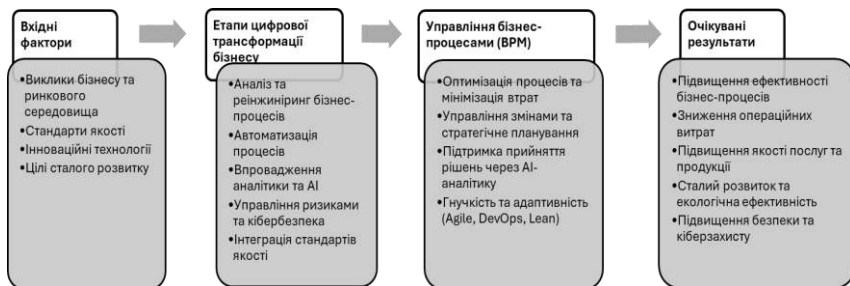 Вхідні
фактори
•Виклики бізнесу та
ринкового
середовища
•Стандарти якості
•Інноваційні технології
•Цілі сталого розвитку
Етапи цифрової
трансформації
бізнесу
•Аналіз та
реінжиніринг бізнес-
процесів
•Автоматизація
процесів
•Впровадження
аналітики та AI
•Управління ризиками
та кібербезпека
•Інтеграція стандартів
якості
Управління бізнес-
процесами (BPM)
•Оптимізація процесів та
мінімізація втрат
•Управління змінами та
стратегічне планування
•Підтримка прийняття
рішень через AI-
аналітику
•Гнучкість та адаптивність
(Agile, DevOps, Lean)
Очікувані
результати
•Підвищення ефективності
бізнес-процесів
•Зниження операційних
витрат
•Підвищення якості послуг та
продукції
•Сталий розвиток та
екологічна ефективність
•Підвищення безпеки та
кіберзахисту